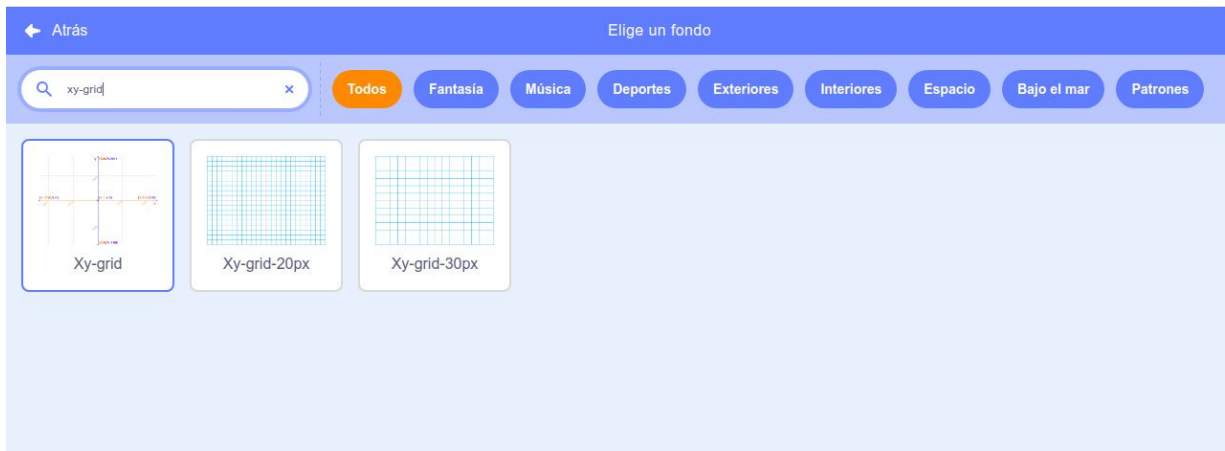 Atrás
Elige un fondo
xy-grid
Todos
Fantasía
Música
Deportes
Exteriores
Interiores
Espacio
Bajo el mar
Patrones
Xy-grid
Xy-grid-20px
Xy-grid-30px